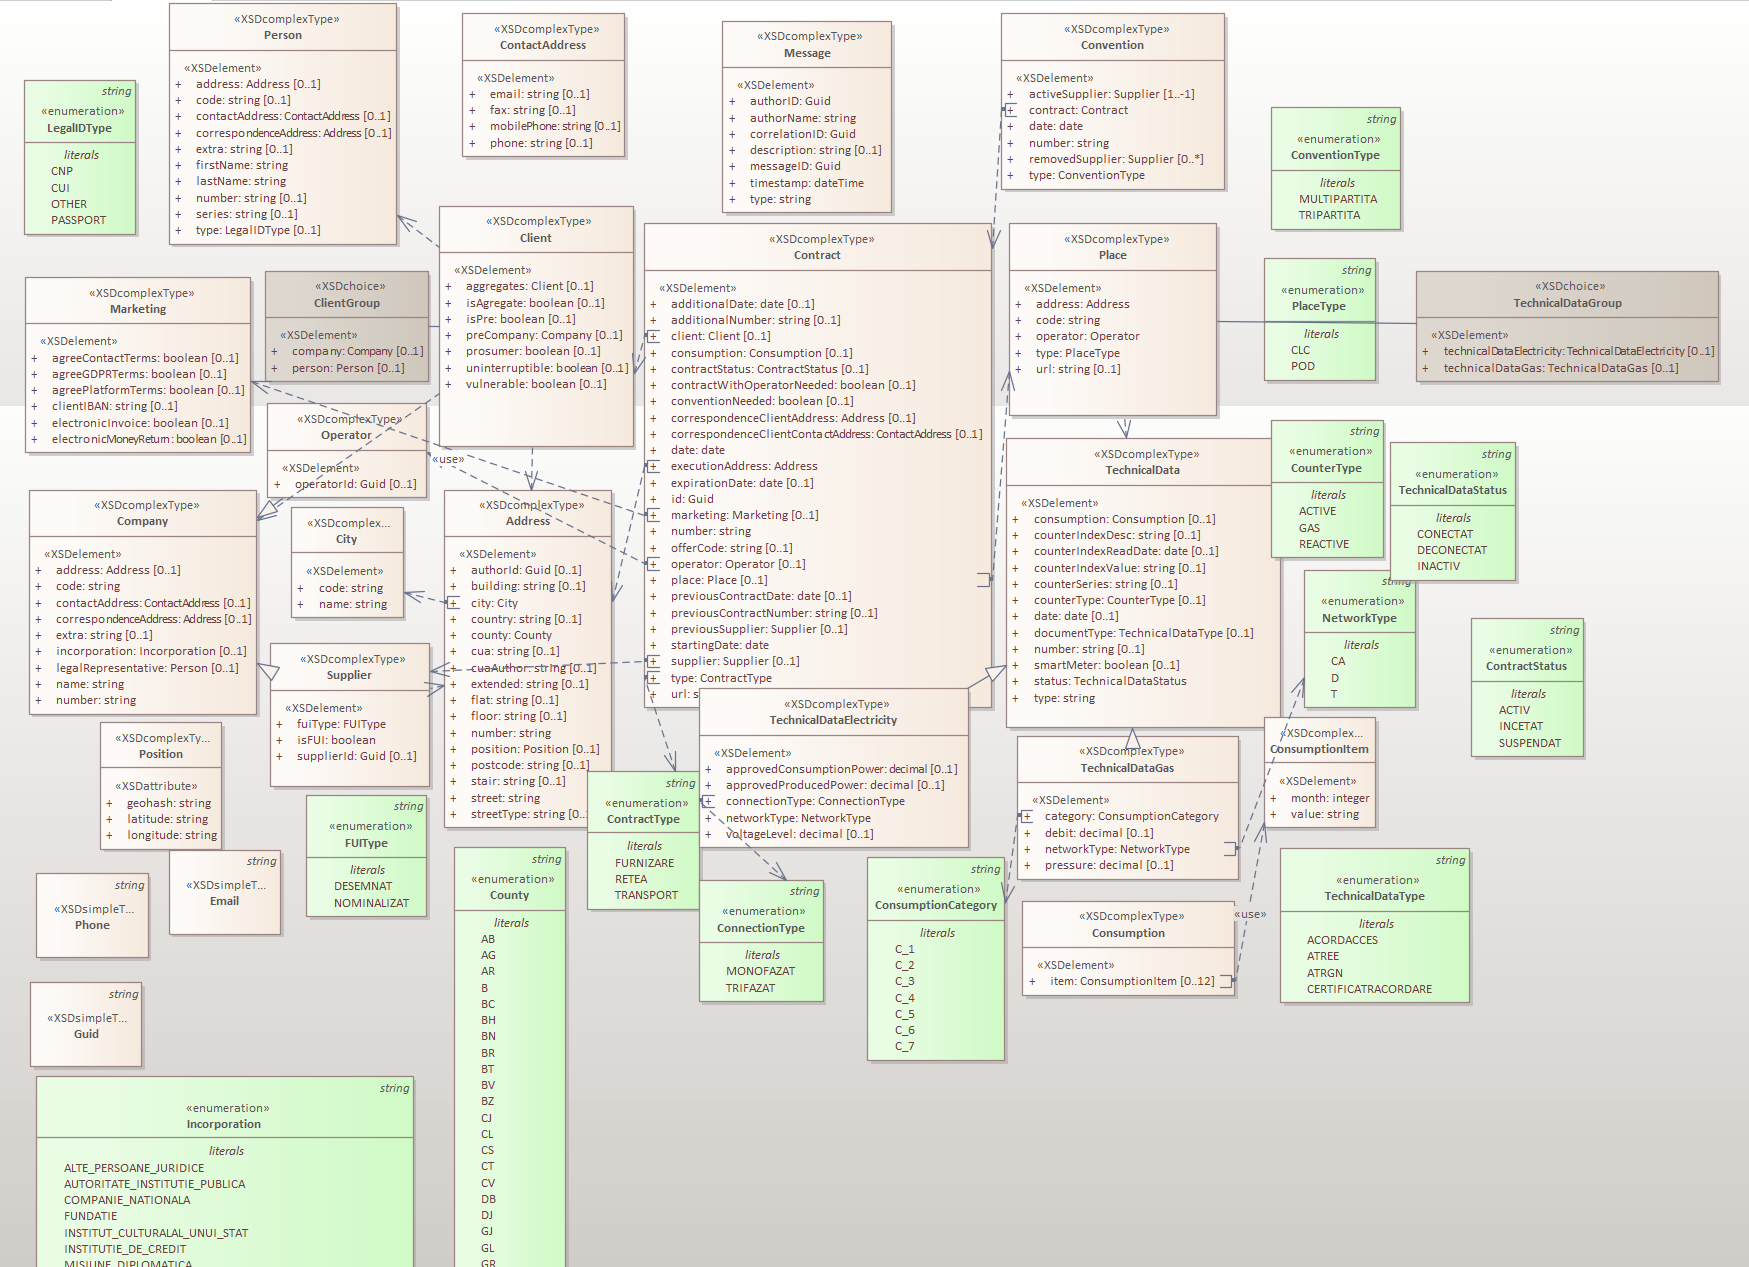 «XSDcomplexType»
Person
«XSDelement»
+ address: Address [0..1]
+ code: string [0..1]
+ contactAddress: ContactAddress [0..1]
+ correspondenceAddress: Address [0..1]
+ extra: string [0..1]
+ firstName: string
+ lastName: string
+ number: string [0..1]
+ series: string [0..1]
+ type: LegalIDType [0..1]
«XSDcomplexType»
ContactAddress
«XSDelement»
+ email: string [0..1]
+ fax: string [0..1]
+ mobilePhone: string [0..1]
+ phone: string [0..1]
«XSDcomplexType»
Message
«XSDelement»
+ authorID: Guid
+ authorName: string
+ correlationID: Guid
+ description: string [0..1]
+ messageID: Guid
+ timestamp: dateTime
+ type: string
«XSDcomplexType»
Convention
«XSDelement»
+ activeSupplier: Supplier [1..-1]
+ contract: Contract
+ date: date
+ number: string
+ removedSupplier: Supplier [0..*]
+ type: ConventionType
string
«enumeration»
LegalIDType
literals
CNP
CUI
OTHER
PASSPORT
string
«enumeration»
ConventionType
literals
MULTIPARTITA
TRIPARTITA
«XSDcomplexType»
Client
«XSDelement»
+ aggregates: Client [0..1]
+ isAgregate: boolean [0..1]
+ isPre: boolean [0..1]
+ preCompany: Company [0..1]
+ prosumer: boolean [0..1]
+ uninterruptible: boolean [0..1]
+ vulnerable: boolean [0..1]
«XSDcomplexType»
Contract
«XSDelement»
+ additionalDate: date [0..1]
+ additionalNumber: string [0..1]
+ client: Client [0..1]
+ consumption: Consumption [0..1]
+ contractStatus: ContractStatus [0..1]
+ contractWithOperatorNeeded: boolean [0..1]
+ conventionNeeded: boolean [0..1]
+ correspondenceClientAddress: Address [0..1]
+ correspondenceClientContactAddress: ContactAddress [0..1]
+ date: date
+ executionAddress: Address
+ expirationDate: date [0..1]
+ id: Guid
+ marketing: Marketing [0..1]
+ number: string
+ offerCode: string [0..1]
+ operator: Operator [0..1]
+ place: Place [0..1]
+ previousContractDate: date [0..1]
+ previousContractNumber: string [0..1]
+ previousSupplier: Supplier [0..1]
+ startingDate: date
+ supplier: Supplier [0..1]
+ type: ContractType
+ url: s
«XSDcomplexType»
Place
«XSDelement»
+ address: Address
+ code: string
+ operator: Operator
+ type: PlaceType
+ url: string [0..1]
string
«enumeration»
PlaceType
literals
CLC
POD
«XSDchoice»
TechnicalDataGroup
«XSDelement»
+ technicalDataElectricity: TechnicalDataElectricity [0..1]
+ technicalDataGas: TechnicalDataGas [0..1]
«XSDcomplexType»
Marketing
«XSDelement»
+ agreeContactTerms: boolean [0..1]
+ agreeGDPRTerms: boolean [0..1]
+ agreePlatformTerms: boolean [0..1]
+ clientIBAN: string [0..1]
+ electronicInvoice: boolean [0..1]
+ electronicMoneyReturn: boolean [0..1]
«XSDchoice»
ClientGroup
«XSDelement»
+ company: Company [0..1]
+ person: Person [0..1]
«XSDcomplexType»
Operator
«XSDelement»
+ operatorId: Guid [0..1]
«use»
«XSDcomplexType»
Company
«XSDelement»
+ address: Address [0..1]
+ code: string
+ contactAddress: ContactAddress [0..1]
+ correspondenceAddress: Address [0..1]
+ extra: string [0..1]
+ incorporation: Incorporation [0..1]
+ legalRepresentative: Person [0..1]
+ name: string
+ number: string
«XSDcomplex...
City
«XSDelement»
+ code: string
+ name: string
«XSDcomplexType»
Address
«XSDelement»
+ authorId: Guid [0..1]
+ building: string [0..1]
+ city: City
+ country: string [0..1]
+ county: County
+ cua: string [0..1]
+ cuaAuthor: string [0..1]
+ extended: string [0..1]
+ flat: string [0..1]
+ floor: string [0..1]
+ number: string
+ position: Position [0..1]
+ postcode: string [0..1]
+ stair: string [0..1]
+ street: string
+ streetType: string [0..
«XSDcomplexType»
TechnicalData
«XSDelement»
+ consumption: Consumption [0..1]
+ counterIndexDesc: string [0..1]
+ counterIndexReadDate: date [0..1]
+ counterIndexValue: string [0..1]
+ counterSeries: string [0..1]
+ counterType: CounterType [0..1]
+ date: date [0..1]
+ documentType: TechnicalDataType [0..1]
+ number: string [0..1]
+ smartMeter: boolean [0..1]
+ status: TechnicalDataStatus
+ type: string
string
«enumeration»
CounterType
literals
ACTIVE
GAS
REACTIVE
string
«enumeration»
TechnicalDataStatus
literals
CONECTAT
DECONECTAT
INACTIV
string
«enumeration»
NetworkType
literals
CA
D
T
string
«enumeration»
ContractStatus
literals
ACTIV
INCETAT
SUSPENDAT
«XSDcomplexType»
Supplier
«XSDelement»
+ fuiType: FUIType
+ isFUI: boolean
+ supplierId: Guid [0..1]
«XSDcomplexTy...
Position
«XSDattribute»
+ geohash: string
+ latitude: string
+ longitude: string
«XSDcomplexType»
TechnicalDataElectricity
«XSDelement»
+ approvedConsumptionPower: decimal [0..1]
+ approvedProducedPower: decimal [0..1]
+ connectionType: ConnectionType
+ networkType: NetworkType
+ voltageLevel: decimal [0..1]
«XSDcomplexType»
TechnicalDataGas
«XSDelement»
+ category: ConsumptionCategory
+ debit: decimal [0..1]
+ networkType: NetworkType
+ pressure: decimal [0..1]
«XSDcomplex...
ConsumptionItem
«XSDelement»
+ month: integer
+ value: string
string
«enumeration»
FUIType
literals
DESEMNAT
NOMINALIZAT
string
«enumeration»
ContractType
literals
FURNIZARE
RETEA
TRANSPORT
string
«XSDsimpleT...
Phone
string
«XSDsimpleT...
Email
string
«enumeration»
County
literals
AB
AG
AR
B
BC
BH
BN
BR
BT
BV
BZ
CJ
CL
CS
CT
CV
DB
DJ
GJ
GL
GR
string
«enumeration»
ConnectionType
literals
MONOFAZAT
TRIFAZAT
string
«enumeration»
ConsumptionCategory
literals
C_1
C_2
C_3
C_4
C_5
C_6
C_7
«XSDcomplexType»
Consumption
«XSDelement»
+ item: ConsumptionItem [0..12]
«use»
string
«enumeration»
TechnicalDataType
literals
ACORDACCES
ATREE
ATRGN
CERTIFICATRACORDARE
string
«XSDsimpleT...
Guid
string
«enumeration»
Incorporation
literals
ALTE_PERSOANE_JURIDICE
AUTORITATE_INSTITUTIE_PUBLICA
COMPANIE_NATIONALA
FUNDATIE
INSTITUT_CULTURALAL_UNUI_STAT
INSTITUTIE_DE_CREDIT
MISIUNE_DIPLOMATICA